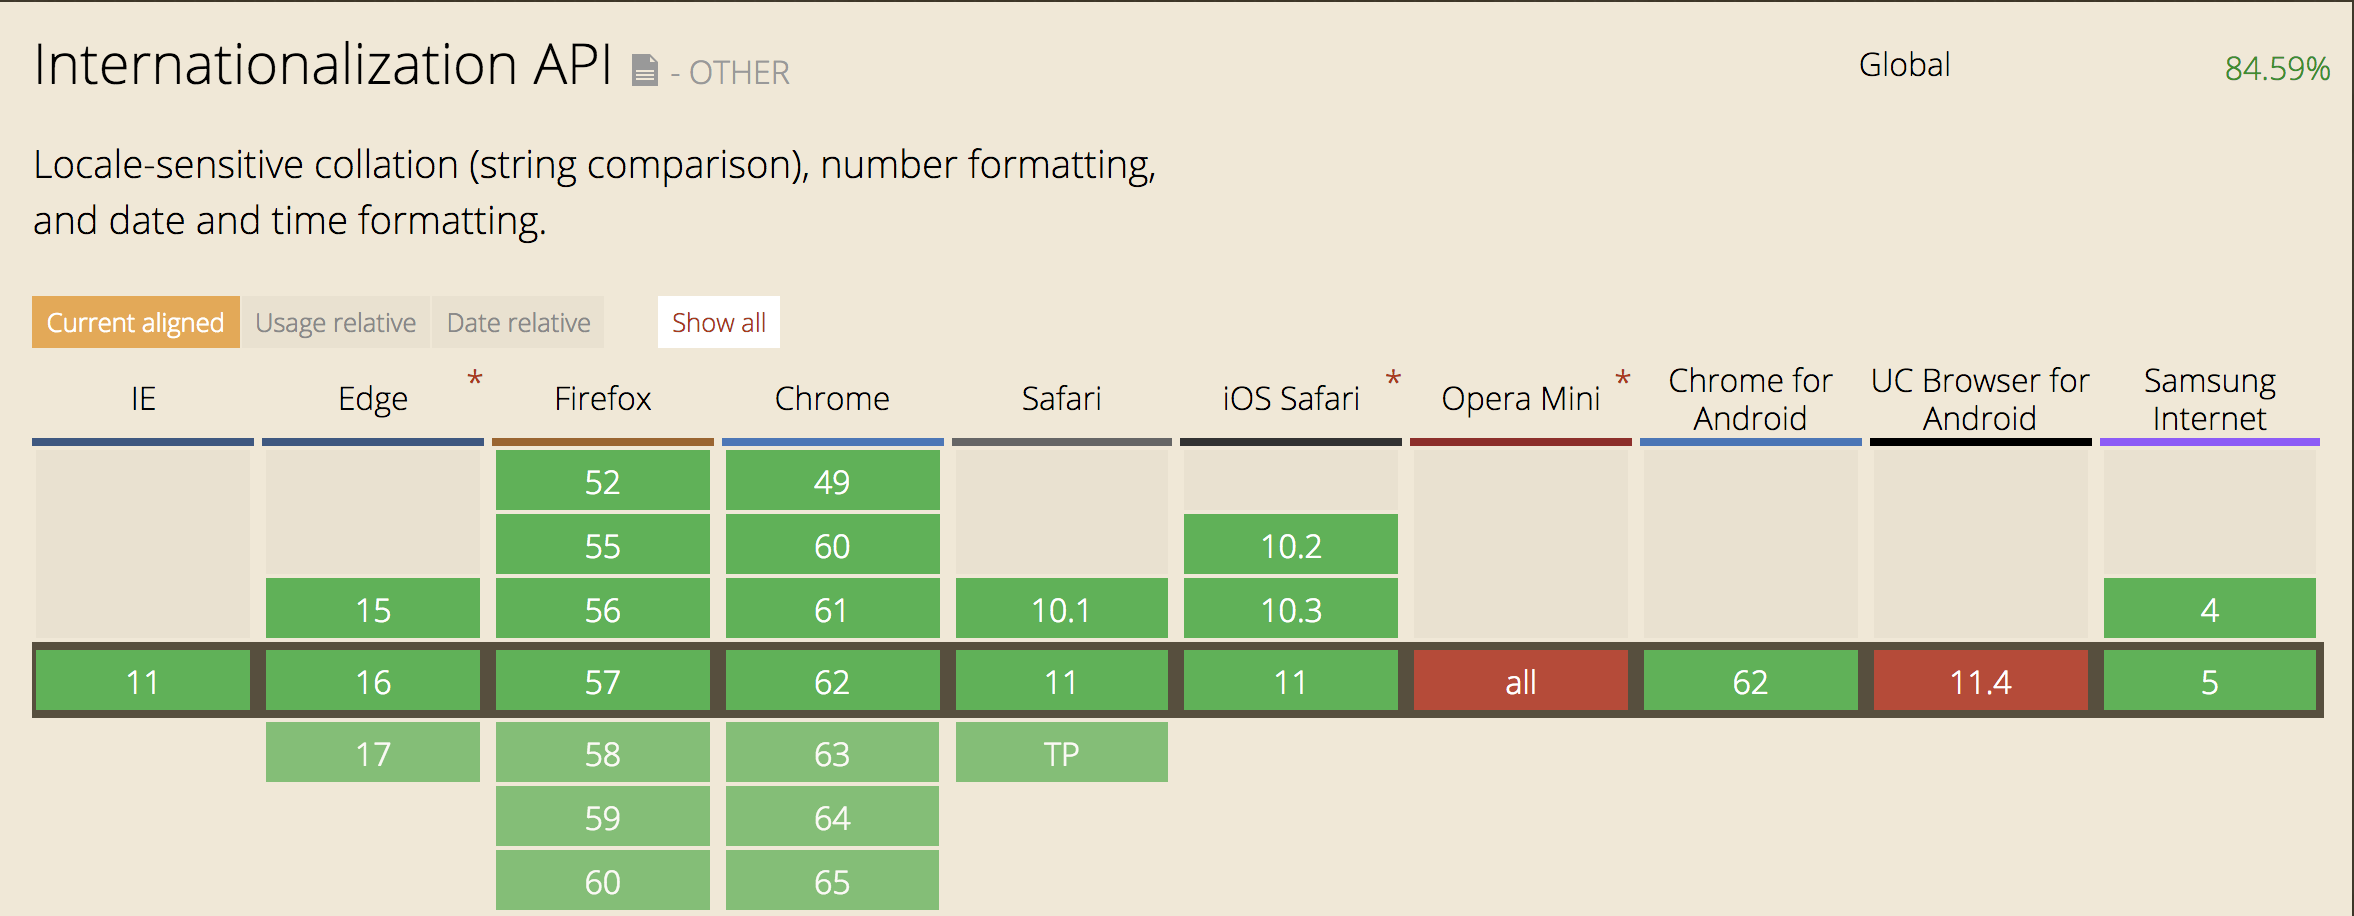 Internationalization API - OTHER
Global 84.59%
Locale-sensitive collation (string comparison), number formatting,
and date and time formatting.
Current aligned Usage relative Date relative Show all
IE Edge * Firefox Chrome Safari iOS Safari * Opera Mini * Chrome for Android UC Browser for Android Samsung Internet
52 49
55 60 10.2
15 56 61 10.1 10.3 4
11 16 57 62 11 11 all 62 11.4 5
17 58 63 TP
59 64
60 65